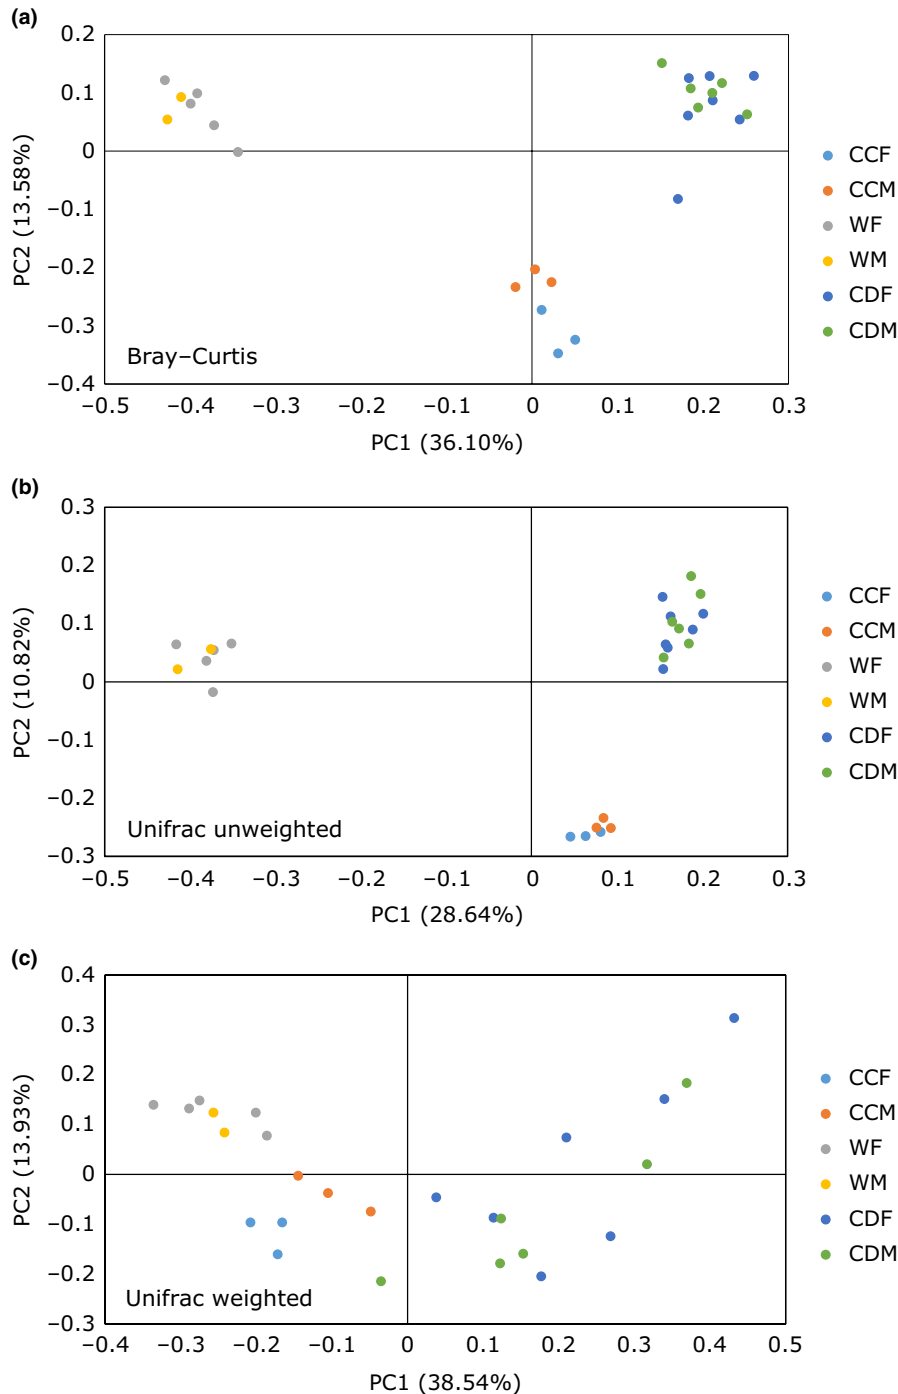 (a)
0.2
0.1
0
−0.1
−0.2
−0.3
−0.4
PC2 (13.58%)
Bray–Curtis
−0.5 −0.4 −0.3 −0.2 −0.1 0 0.1 0.2 0.3
PC1 (36.10%)
CCF
CCM
WF
WM
CDF
CDM
(b)
0.3
0.2
0.1
0
−0.1
−0.2
−0.3
PC2 (10.82%)
Unifrac unweighted
−0.5 −0.4 −0.3 −0.2 −0.1 0 0.1 0.2 0.3
PC1 (28.64%)
CCF
CCM
WF
WM
CDF
CDM
(c)
0.4
0.3
0.2
0.1
0
−0.1
−0.2
−0.3
PC2 (13.93%)
Unifrac weighted
−0.4 −0.3 −0.2 −0.1 0 0.1 0.2 0.3 0.4 0.5
PC1 (38.54%)
CCF
CCM
WF
WM
CDF
CDM